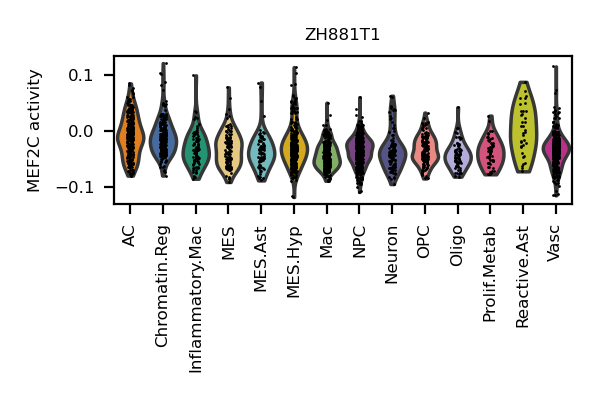 ZH881T1
MEF2C activity
0.1
0.0
−0.1
AC
Chromatin.Reg
Inflammatory.Mac
MES
MES.Ast
MES.Hyp
Mac
NPC
Neuron
OPC
Oligo
Prolif.Metab
Reactive.Ast
Vasc